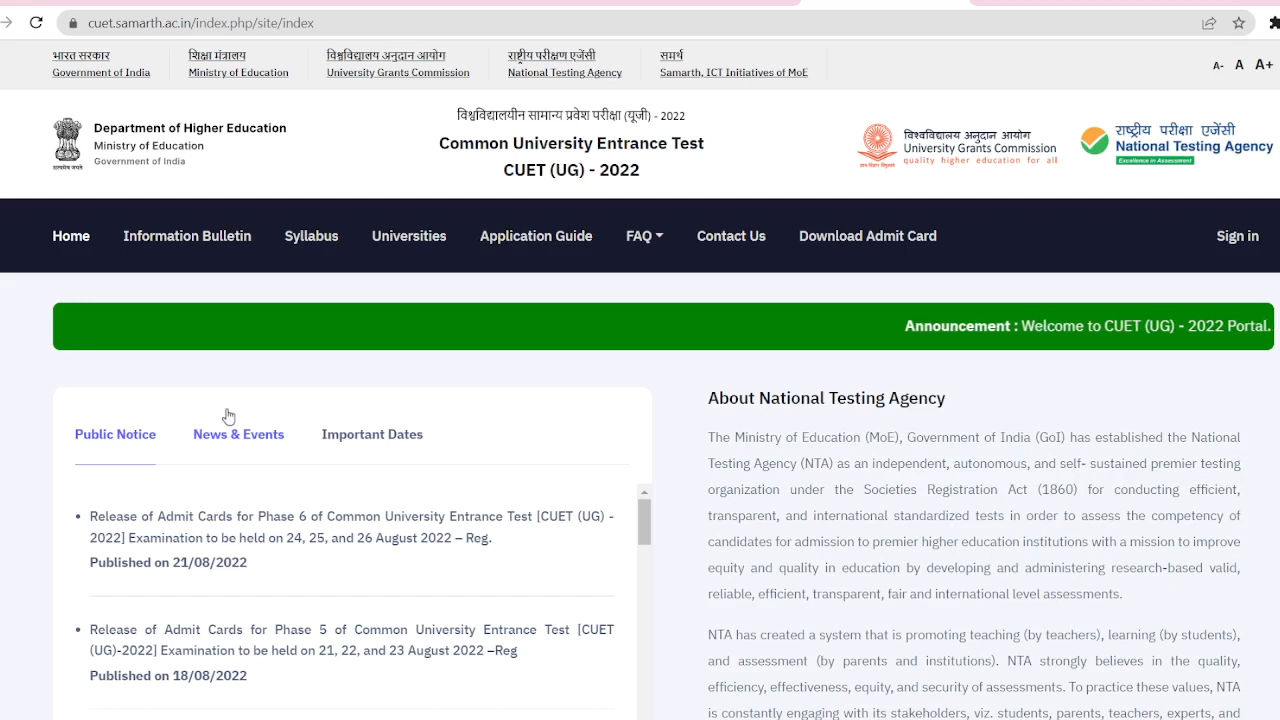 cuet.samarth.ac.in/index.php/site/index
भारत सरकार
Government of India
शिक्षा मंत्रालय
Ministry of Education
विश्वविद्यालय अनुदान आयोग
University Grants Commission
राष्ट्रीय परीक्षण एजेंसी
National Testing Agency
समर्थ
Samarth, ICT Initiatives of MoE
A- A A+
सत्यमेव जयते
Department of Higher Education
Ministry of Education
Government of India
विश्वविद्यालयीन सामान्य प्रवेश परीक्षा (यूजी) - 2022
Common University Entrance Test
CUET (UG) - 2022
विश्वविद्यालय अनुदान आयोग
University Grants Commission
quality higher education for all
राष्ट्रीय परीक्षा एजेंसी
National Testing Agency
Excellence in Assessment
Home Information Bulletin Syllabus Universities Application Guide FAQ Contact Us Download Admit Card Sign in
Announcement : Welcome to CUET (UG) - 2022 Portal.
Public Notice News & Events Important Dates
Release of Admit Cards for Phase 6 of Common University Entrance Test [CUET (UG) -
2022] Examination to be held on 24, 25, and 26 August 2022 – Reg.
Published on 21/08/2022
Release of Admit Cards for Phase 5 of Common University Entrance Test [CUET
(UG)-2022] Examination to be held on 21, 22, and 23 August 2022 –Reg
Published on 18/08/2022
About National Testing Agency
The Ministry of Education (MoE), Government of India (GoI) has established the National
Testing Agency (NTA) as an independent, autonomous, and self- sustained premier testing
organization under the Societies Registration Act (1860) for conducting efficient,
transparent, and international standardized tests in order to assess the competency of
candidates for admission to premier higher education institutions with a mission to improve
equity and quality in education by developing and administering research-based valid,
reliable, efficient, transparent, fair and international level assessments.
NTA has created a system that is promoting teaching (by teachers), learning (by students),
and assessment (by parents and institutions). NTA strongly believes in the quality,
efficiency, effectiveness, equity, and security of assessments. To practice these values, NTA
is constantly engaging with its stakeholders, viz. students, parents, teachers, experts, and